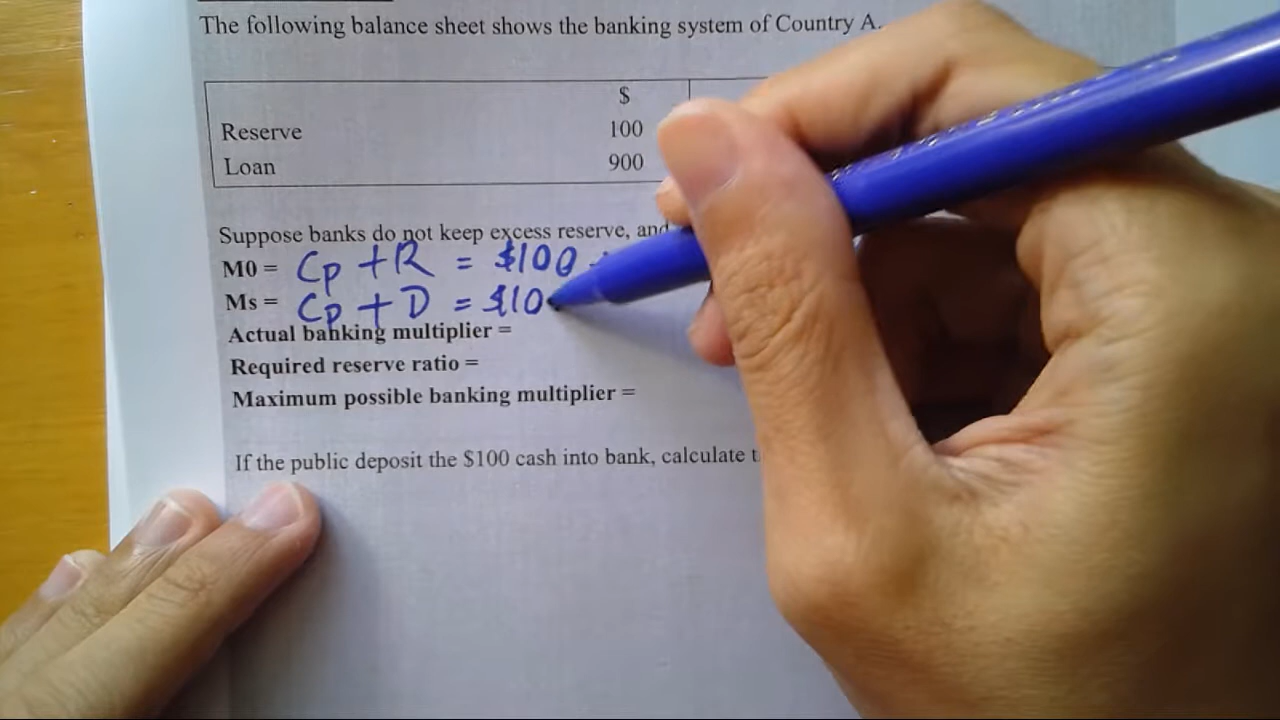 The following balance sheet shows the banking system of Country A.
$
Reserve 100
Loan 900
Suppose banks do not keep excess reserve, and
M0 = Cp + R = $100
Ms = Cp + D = $10
Actual banking multiplier =
Required reserve ratio =
Maximum possible banking multiplier =
If the public deposit the $100 cash into bank, calculate